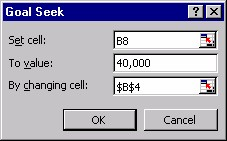 Goal Seek
Set cell: B8
To value: 40,000
By changing cell: $B$4
OK Cancel